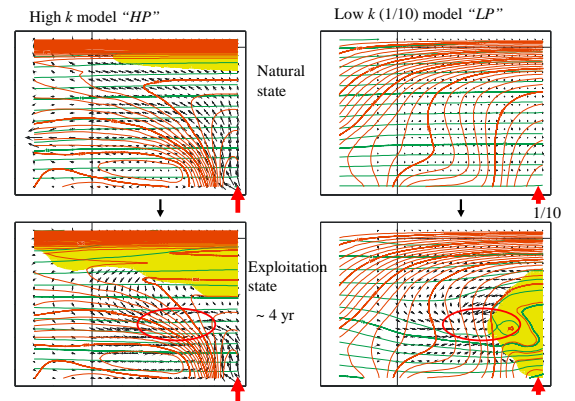 High k model “HP”
Low k (1/10) model “LP”
Natural
state
1/10
Exploitation
state
~ 4 yr